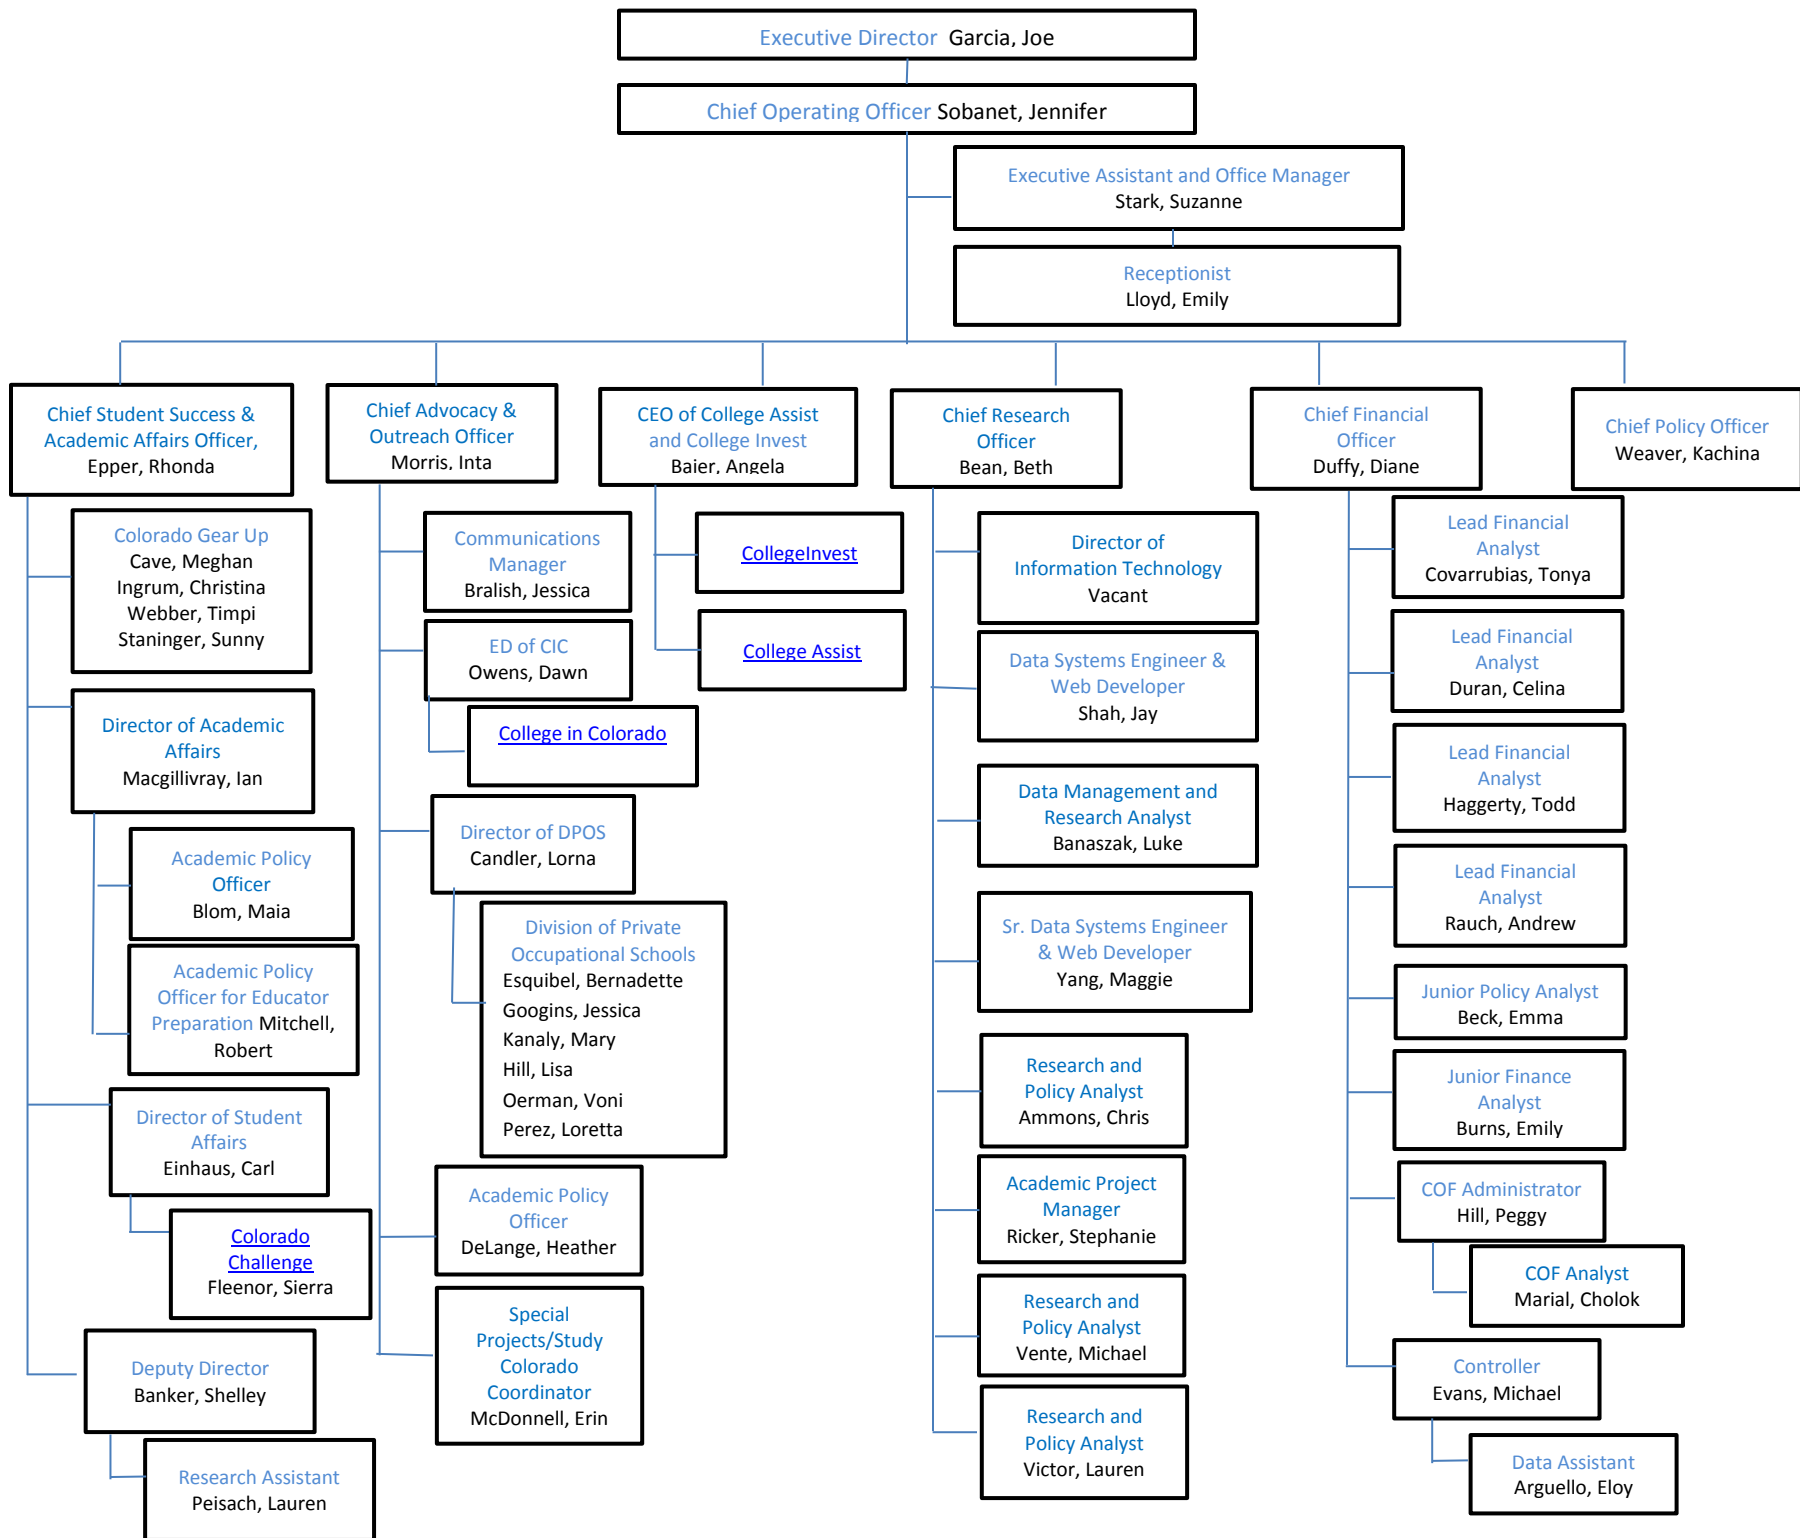 Executive Director Garcia, Joe
Chief Operating Officer Sobanet, Jennifer
Executive Assistant and Office Manager
Stark, Suzanne
Receptionist
Lloyd, Emily
Chief Student Success &
Academic Affairs Officer,
Epper, Rhonda
Colorado Gear Up
Cave, Meghan
Ingrum, Christina
Webber, Timpi
Staninger, Sunny
Director of Academic
Affairs
Macgillivray, Ian
Academic Policy
Officer
Blom, Maia
Academic Policy
Officer for Educator
Preparation Mitchell,
Robert
Director of Student
Affairs
Einhaus, Carl
Colorado
Challenge
Fleenor, Sierra
Deputy Director
Banker, Shelley
Research Assistant
Peisach, Lauren
Chief Advocacy &
Outreach Officer
Morris, Inta
Communications
Manager
Bralish, Jessica
ED of CIC
Owens, Dawn
College in Colorado
Director of DPOS
Candler, Lorna
Division of Private
Occupational Schools
Esquibel, Bernadette
Googins, Jessica
Kanaly, Mary
Hill, Lisa
Oerman, Voni
Perez, Loretta
Academic Policy
Officer
DeLange, Heather
Special
Projects/Study
Colorado
Coordinator
McDonnell, Erin
CEO of College Assist
and College Invest
Baier, Angela
CollegeInvest
College Assist
Chief Research
Officer
Bean, Beth
Director of
Information Technology
Vacant
Data Systems Engineer &
Web Developer
Shah, Jay
Data Management and
Research Analyst
Banaszak, Luke
Sr. Data Systems Engineer
& Web Developer
Yang, Maggie
Research and
Policy Analyst
Ammons, Chris
Academic Project
Manager
Ricker, Stephanie
Research and
Policy Analyst
Vente, Michael
Research and
Policy Analyst
Victor, Lauren
Chief Financial
Officer
Duffy, Diane
Lead Financial
Analyst
Covarrubias, Tonya
Lead Financial
Analyst
Duran, Celina
Lead Financial
Analyst
Haggerty, Todd
Lead Financial
Analyst
Rauch, Andrew
Junior Policy Analyst
Beck, Emma
Junior Finance
Analyst
Burns, Emily
COF Administrator
Hill, Peggy
COF Analyst
Marial, Cholok
Controller
Evans, Michael
Data Assistant
Arguello, Eloy
Chief Policy Officer
Weaver, Kachina